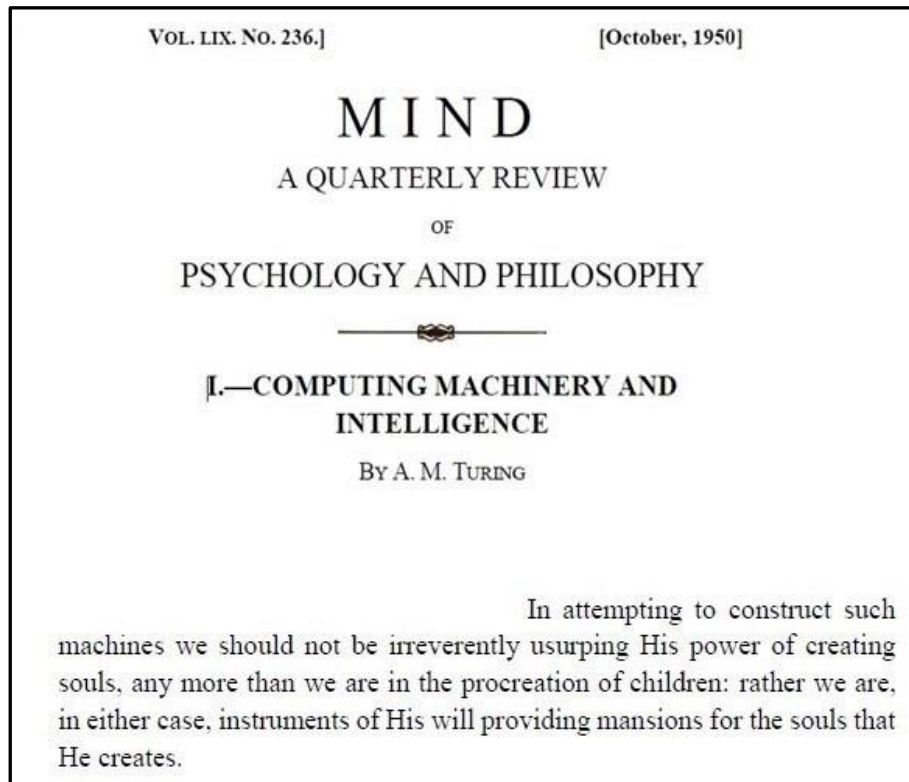 VOL. LIX. NO. 236.] [October, 1950]
MIND
A QUARTERLY REVIEW
OF
PSYCHOLOGY AND PHILOSOPHY
I.—COMPUTING MACHINERY AND
INTELLIGENCE
BY A. M. TURING
In attempting to construct such
machines we should not be irreverently usurping His power of creating
souls, any more than we are in the procreation of children: rather we are,
in either case, instruments of His will providing mansions for the souls that
He creates.